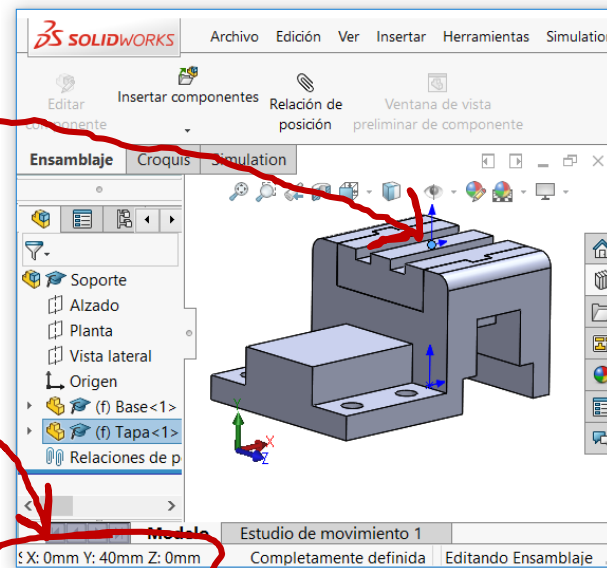 SOLIDWORKS Archivo Edición Ver Insertar Herramientas Simulation
Editar componente
Insertar componentes
Relación de posición
Ventana de vista preliminar de componente
Ensamblaje Croquis Simulation
Soporte
Alzado
Planta
Vista lateral
Origen
(f) Base<1>
(f) Tapa<1>
Relaciones de p
Y
X
Z
Modelo Estudio de movimiento 1
X: 0mm Y: 40mm Z: 0mm Completamente definida Editando Ensamblaje